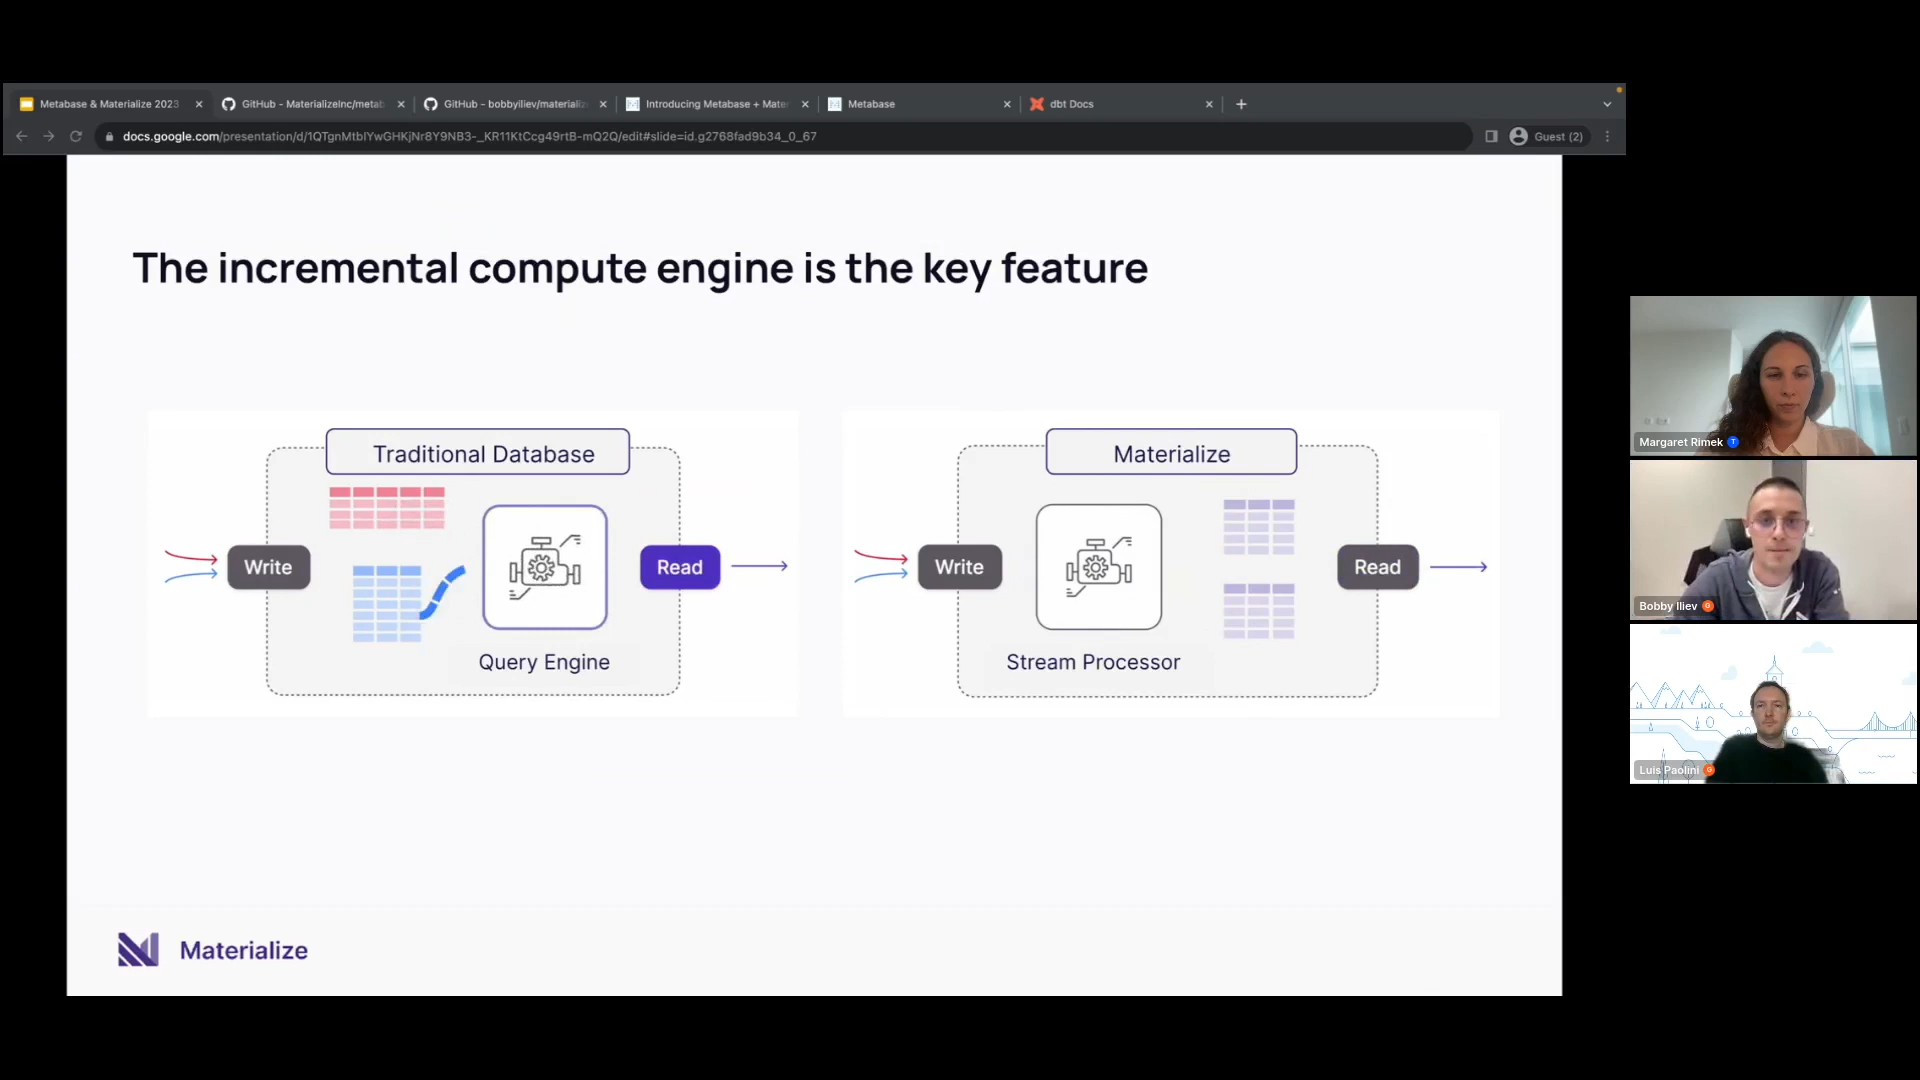 Metabase & Materialize 2023
GitHub - MaterializeInc/metab
GitHub - bobbyiliev/materializ
Introducing Metabase + Mater
Metabase
dbt Docs
docs.google.com/presentation/d/1QTgnMtbIYwGHKjNr8Y9NB3-_KR11KtCcg49rtB-mQ2Q/edit#slide=id.g2768fad9b34_0_67
Guest (2)
The incremental compute engine is the key feature
Traditional Database
Write
Read
Query Engine
Materialize
Write
Read
Stream Processor
Materialize
Margaret Rimek
Bobby Iliev
Luis Paolini